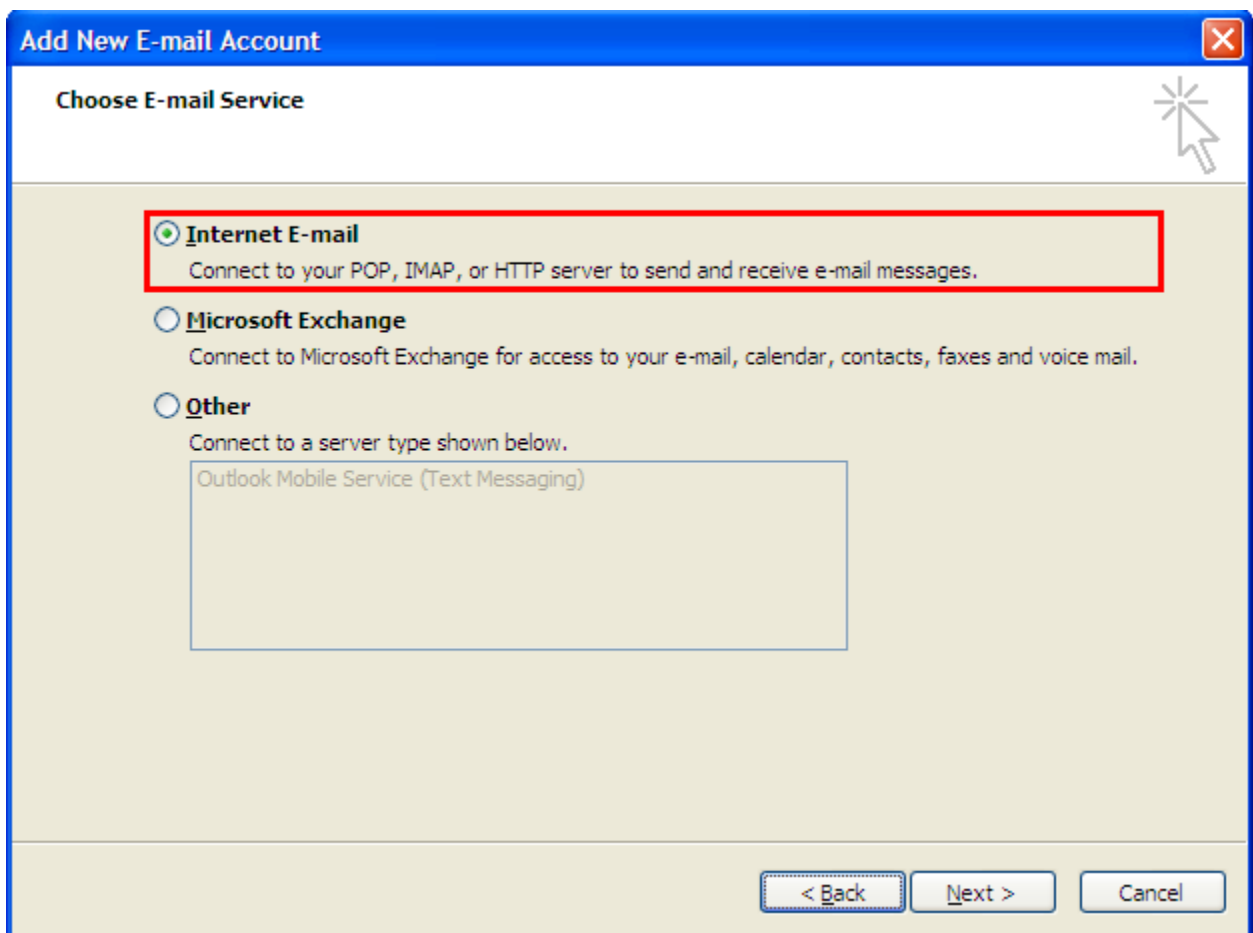 Add New E-mail Account
Choose E-mail Service
Internet E-mail
Connect to your POP, IMAP, or HTTP server to send and receive e-mail messages.
Microsoft Exchange
Connect to Microsoft Exchange for access to your e-mail, calendar, contacts, faxes and voice mail.
Other
Connect to a server type shown below.
Outlook Mobile Service (Text Messaging)
< Back Next > Cancel